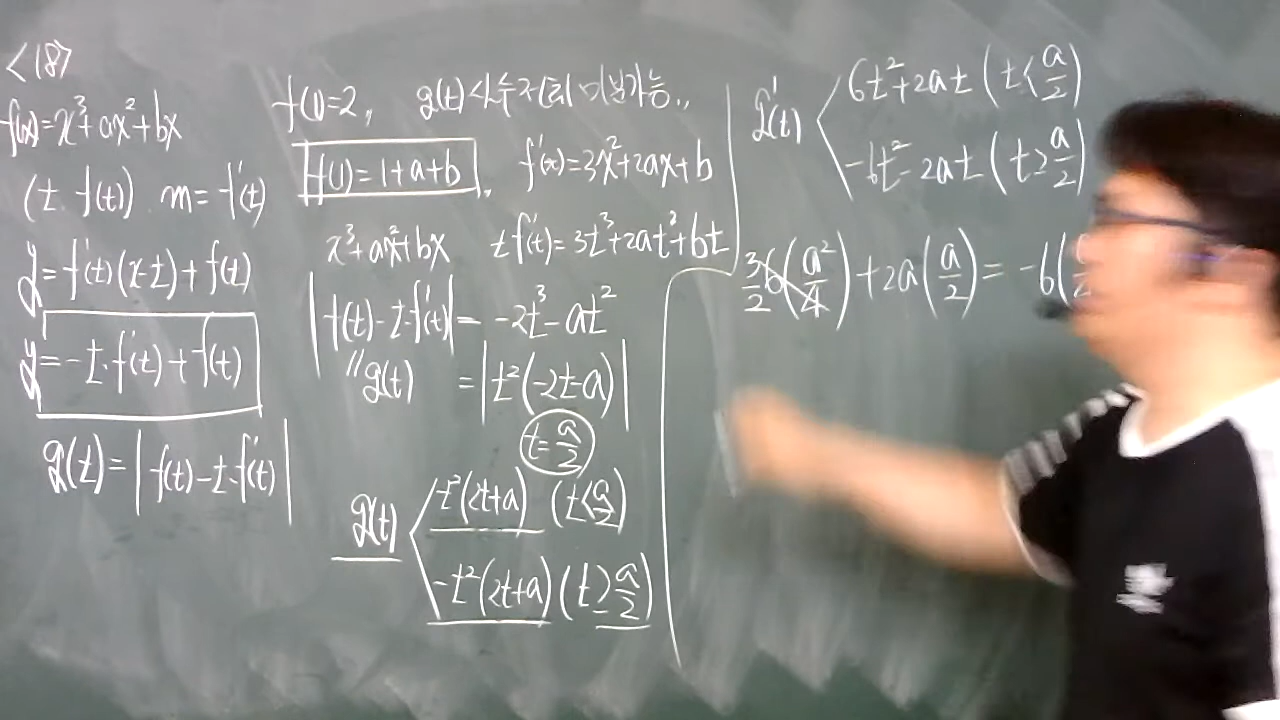 <18>
f(x)=x³+ax²+bx
(t, f(t)) m=f'(t)
y=f'(t)(x-t)+f(t)
y=-t·f'(t)+f(t)
g(t)=|f(t)-t·f'(t)|
f(1)=2, g(t)
f(1)=1+a+b, f'(x)=3x²+2ax+b
x³+ax²+bx tf'(t)=3t³+2at²+bt
|f(t)-t·f'(t)|= -2t³-at²
"g(t) =|t²(-2t-a)|
t=a/2
g(t) t²(2t+a) (t<a/2)
-t²(2t+a) (t≥a/2)
g'(t) 6t²+2at (t<a/2)
-6t²-2at (t≥a/2)
3/2 6(a²/4)+2a(a/2)= -6(